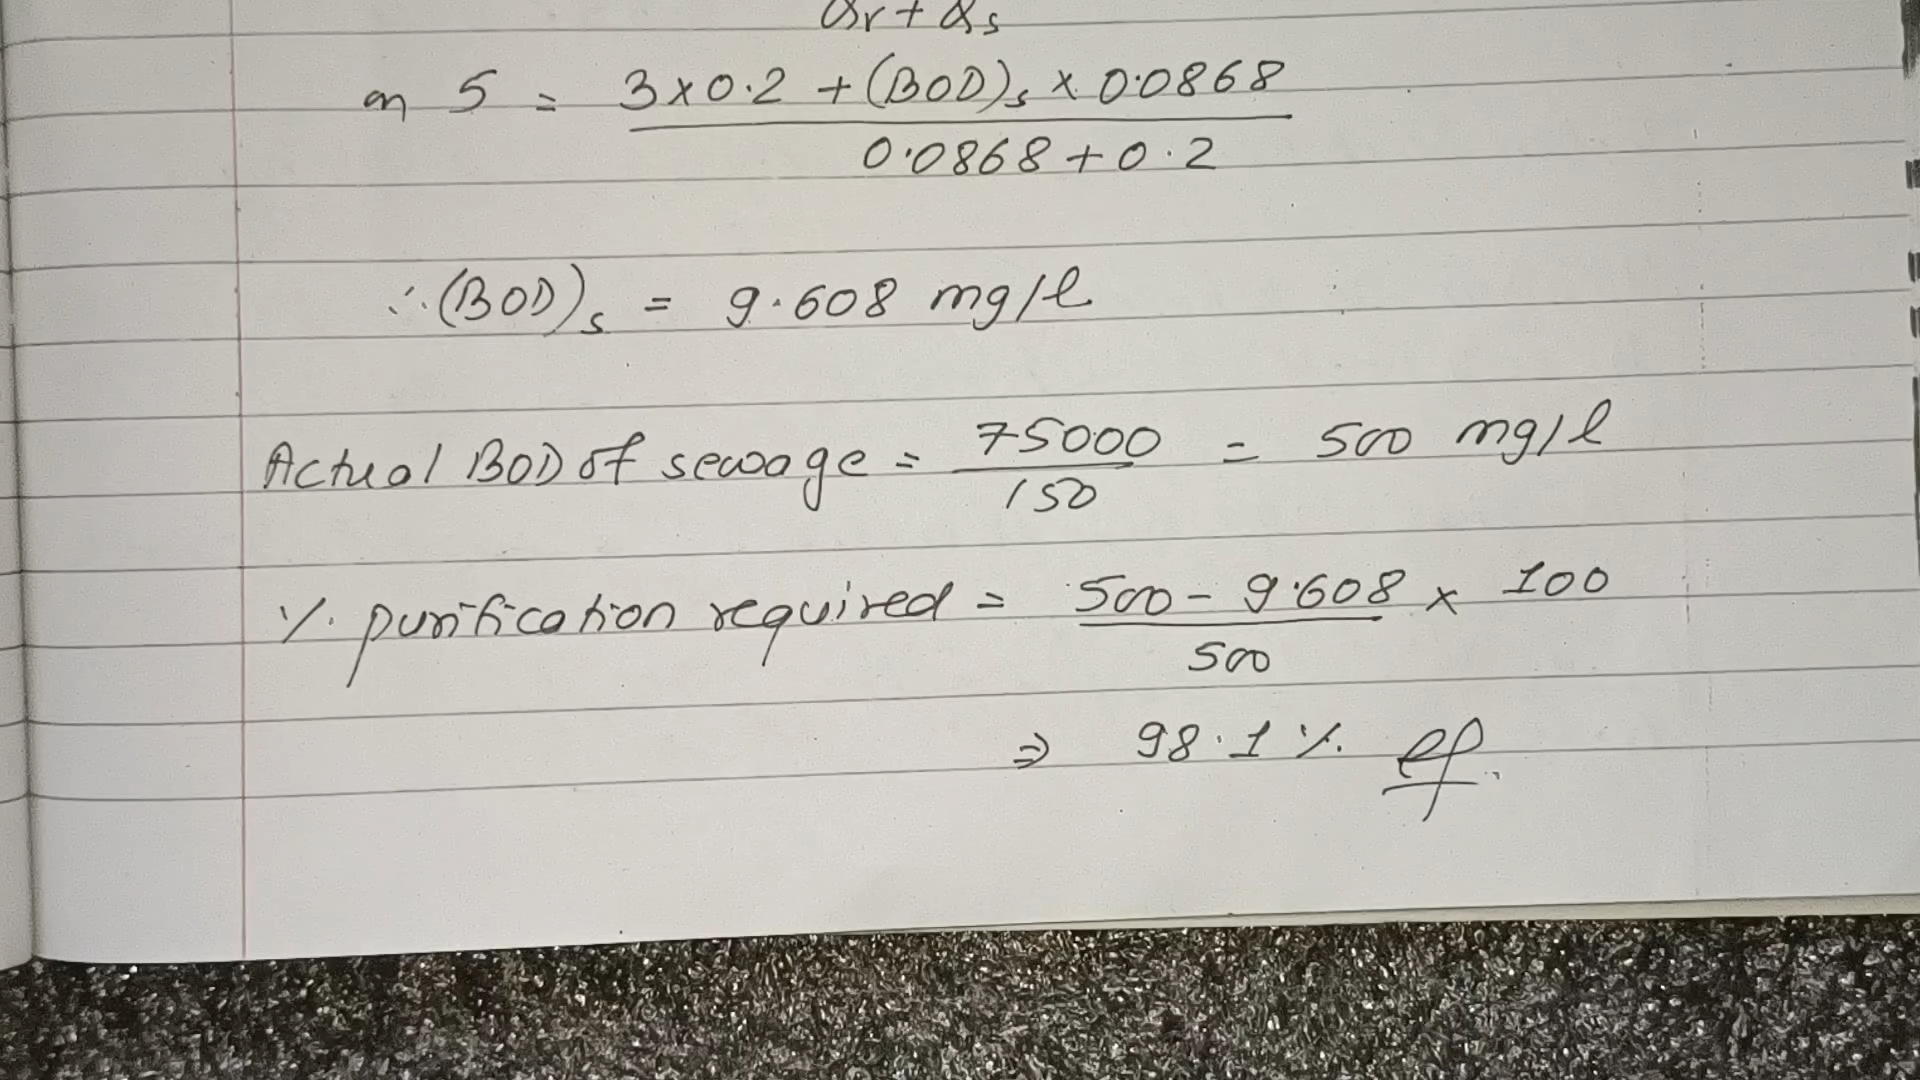 Qr + Qs
or 5 = 3 x 0.2 + (BOD)s x 0.0868
0.0868 + 0.2
∴ (BOD)s = 9.608 mg/l
Actual BOD of sewage = 75000 = 500 mg/l
150
% purification required = 500 - 9.608 x 100
500
⇒ 98.1 %